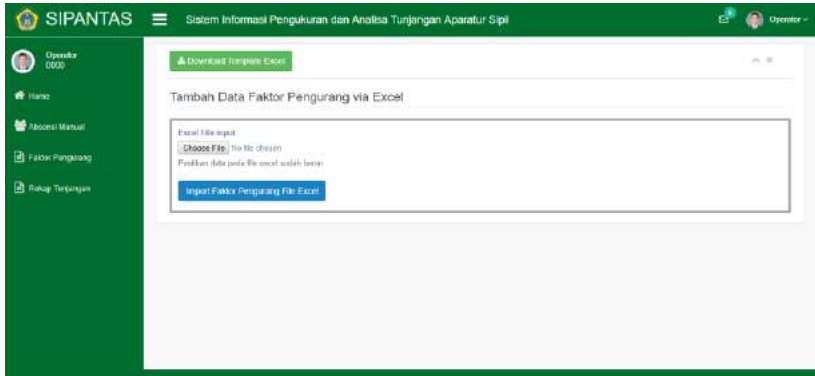 SIPANTAS
Sistem Informasi Pengukuran dan Analisa Tunjangan Aparatur Sipil
Operator
Operator
0000
Home
Absensi Manual
Faktor Pengurang
Rekap Tunjangan
Download Template Excel
Tambah Data Faktor Pengurang via Excel
Excel File Input
Choose File No file chosen
Pastikan data pada file excel sudah benar
Import Faktor Pengurang File Excel